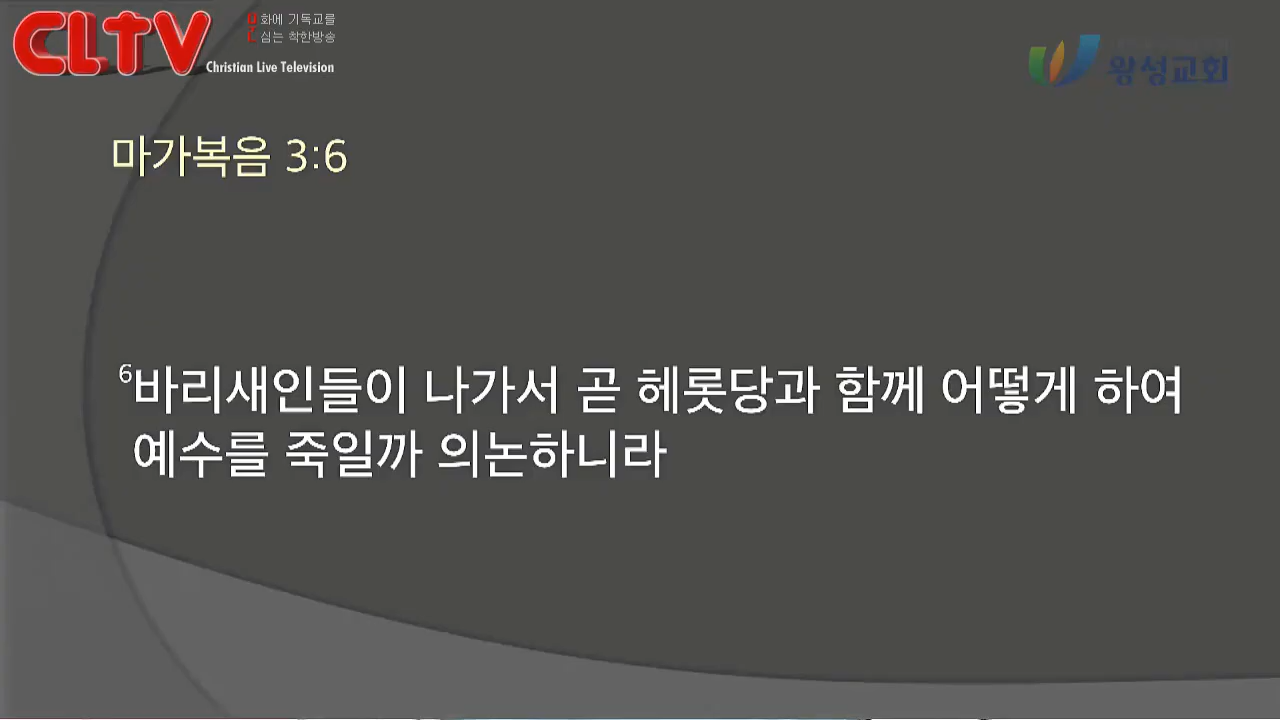 CLTV
문화에 기독교를
심는 착한방송
Christian Live Television
왕성교회
마가복음 3:6
6바리새인들이 나가서 곧 헤롯당과 함께 어떻게 하여
예수를 죽일까 의논하니라